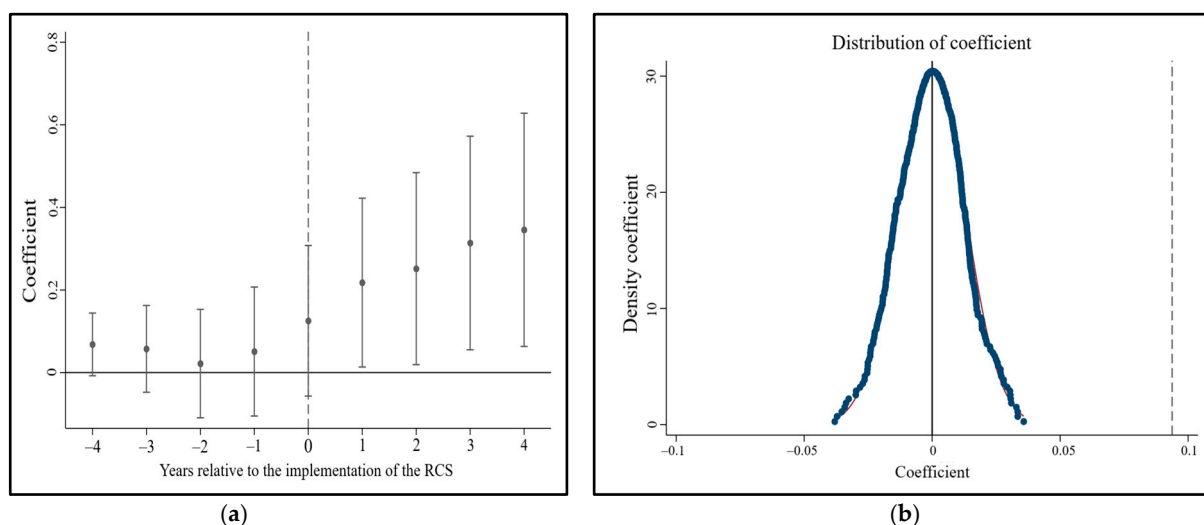 0.8
0.6
0.4
0.2
0
Coefficient
−4 −3 −2 −1 0 1 2 3 4
Years relative to the implementation of the RCS
(a)
Distribution of coefficient
30
20
10
0
Density coefficient
−0.1 −0.05 0 0.05 0.1
Coefficient
(b)